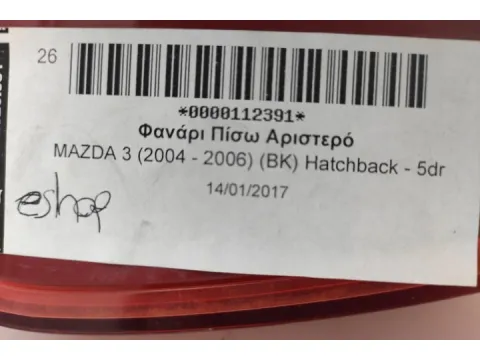 26
*0000112391*
Φανάρι Πίσω Αριστερό
MAZDA 3 (2004 - 2006) (BK) Hatchback - 5dr
14/01/2017
eshop